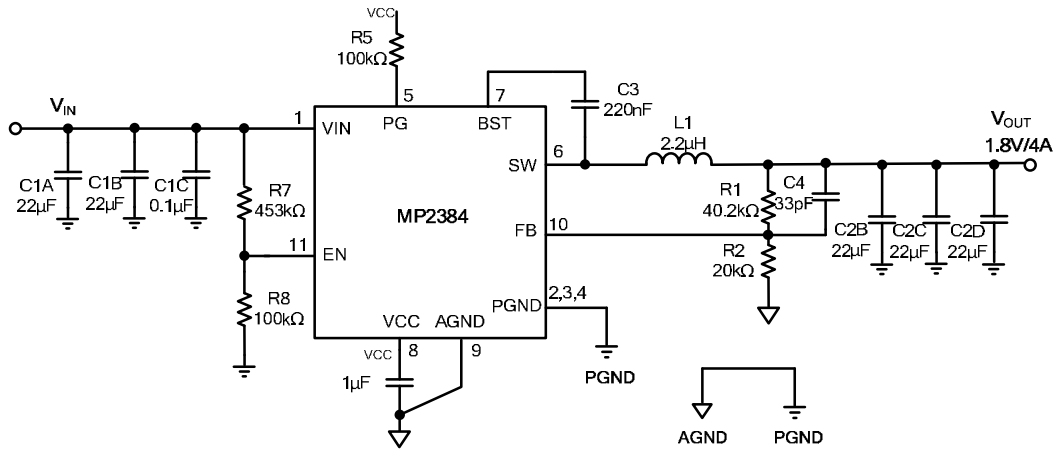 VCC
R5
100kΩ
5
7
C3
220nF
VIN
1
VIN
PG
BST
L1
2.2µH
VOUT
1.8V/4A
6
SW
C1A
22µF
C1B
22µF
C1C
0.1µF
R7
453kΩ
MP2384
R1
40.2kΩ
C4
33pF
10
FB
C2B
22µF
C2C
22µF
C2D
22µF
11
EN
R2
20kΩ
2,3,4
PGND
R8
100kΩ
VCC
AGND
VCC
8
9
1µF
PGND
AGND
PGND